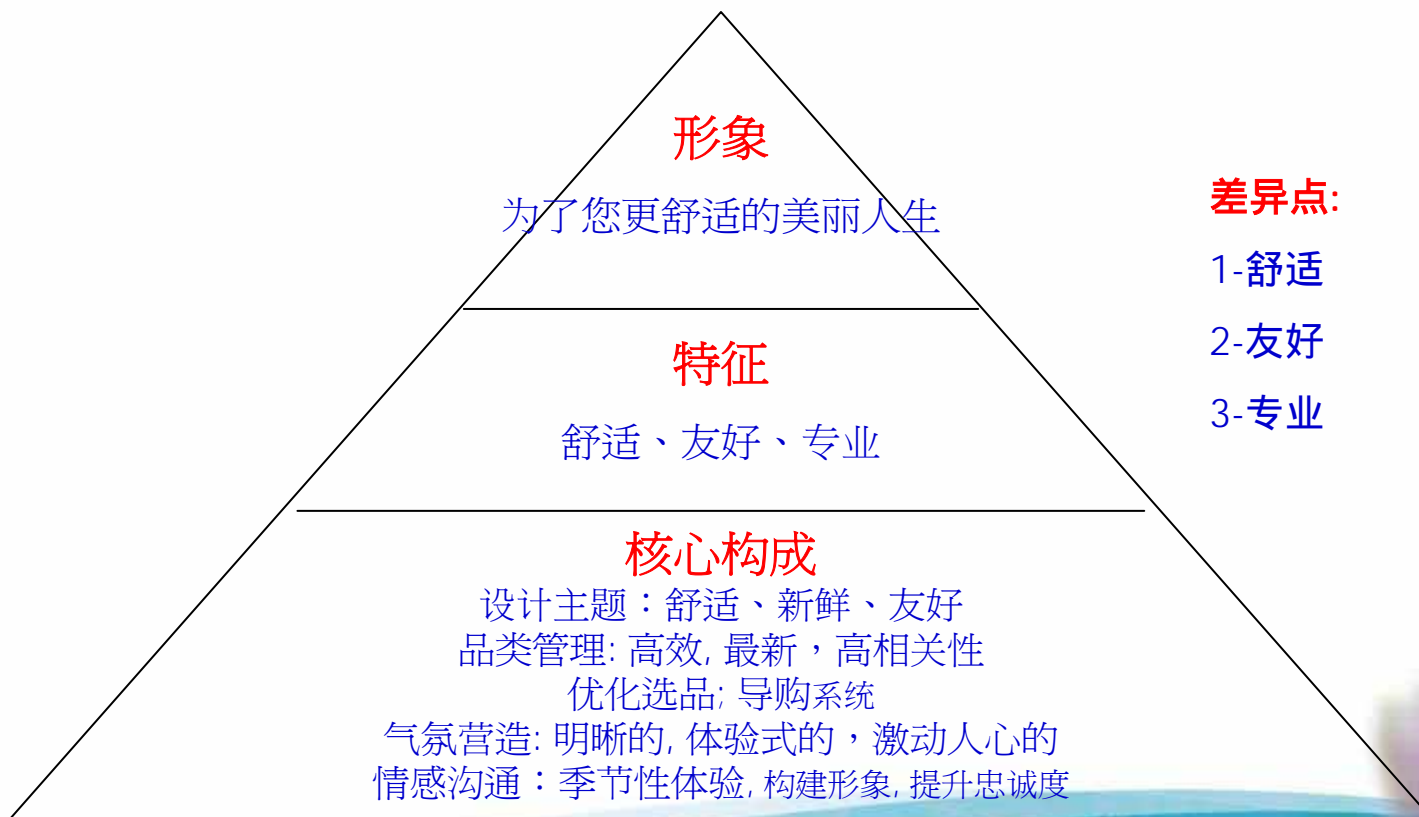 形象
为了您更舒适的美丽人生
特征
舒适、友好、专业
核心构成
设计主题：舒适、新鲜、友好
品类管理: 高效, 最新，高相关性
优化选品; 导购系统
气氛营造: 明晰的, 体验式的，激动人心的
情感沟通：季节性体验, 构建形象, 提升忠诚度
差异点:
1-舒适
2-友好
3-专业